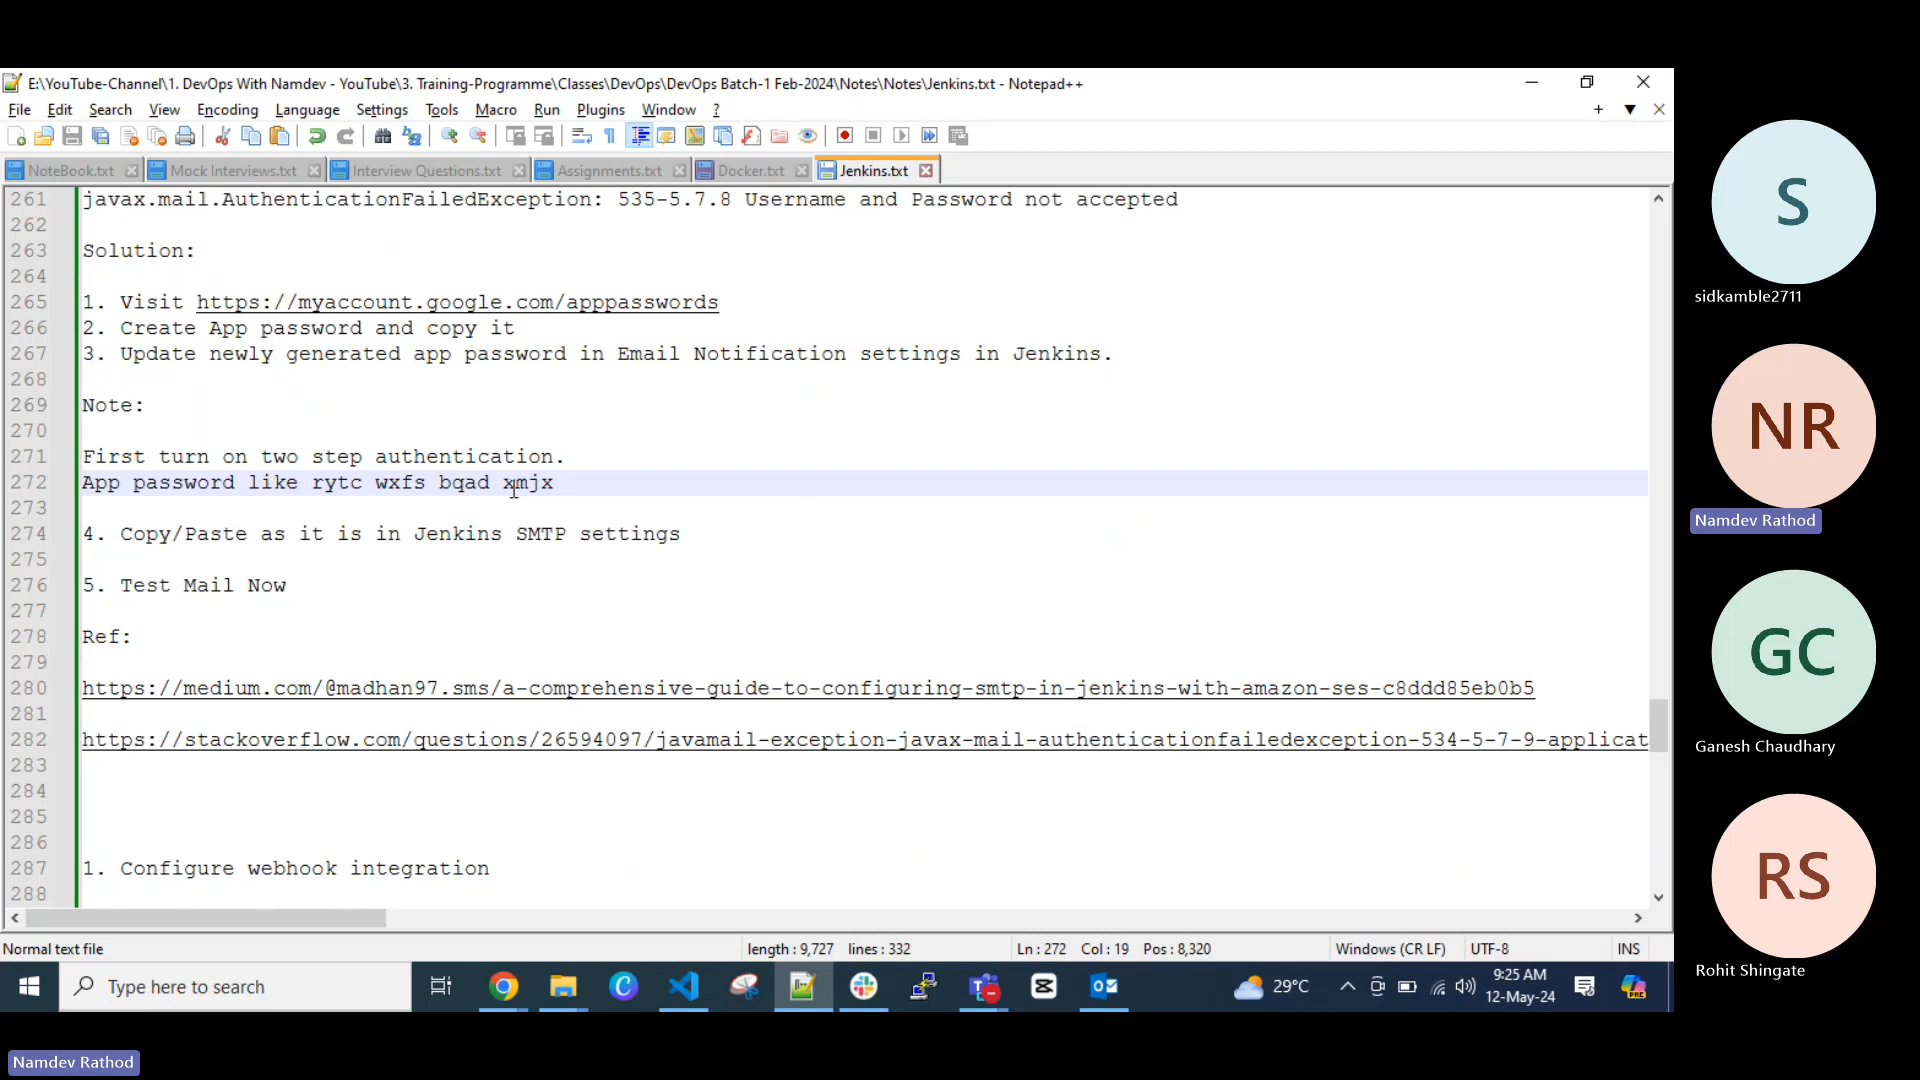 E:\YouTube-Channel\1. DevOps With Namdev - YouTube\3. Training-Programme\Classes\DevOps\DevOps Batch-1 Feb-2024\Notes\Notes\Jenkins.txt - Notepad++
File Edit Search View Encoding Language Settings Tools Macro Run Plugins Window ?
NoteBook.txt Mock Interviews.txt Interview Questions.txt Assignments.txt Docker.txt Jenkins.txt
261 javax.mail.AuthenticationFailedException: 535-5.7.8 Username and Password not accepted
262
263 Solution:
264
265 1. Visit https://myaccount.google.com/apppasswords
266 2. Create App password and copy it
267 3. Update newly generated app password in Email Notification settings in Jenkins.
268
269 Note:
270
271 First turn on two step authentication.
272 App password like rytc wxfs bqad xmjx
273
274 4. Copy/Paste as it is in Jenkins SMTP settings
275
276 5. Test Mail Now
277
278 Ref:
279
280 https://medium.com/@madhan97.sms/a-comprehensive-guide-to-configuring-smtp-in-jenkins-with-amazon-ses-c8ddd85eb0b5
281
282 https://stackoverflow.com/questions/26594097/javamail-exception-javax-mail-authenticationfailedexception-534-5-7-9-applicat
283
284
285
286
287 1. Configure webhook integration
288
Normal text file length : 9,727 lines : 332 Ln : 272 Col : 19 Pos : 8,320 Windows (CR LF) UTF-8 INS
Type here to search 29°C 9:25 AM
12-May-24
S
sidkamble2711
NR
Namdev Rathod
GC
Ganesh Chaudhary
RS
Rohit Shingate
Namdev Rathod